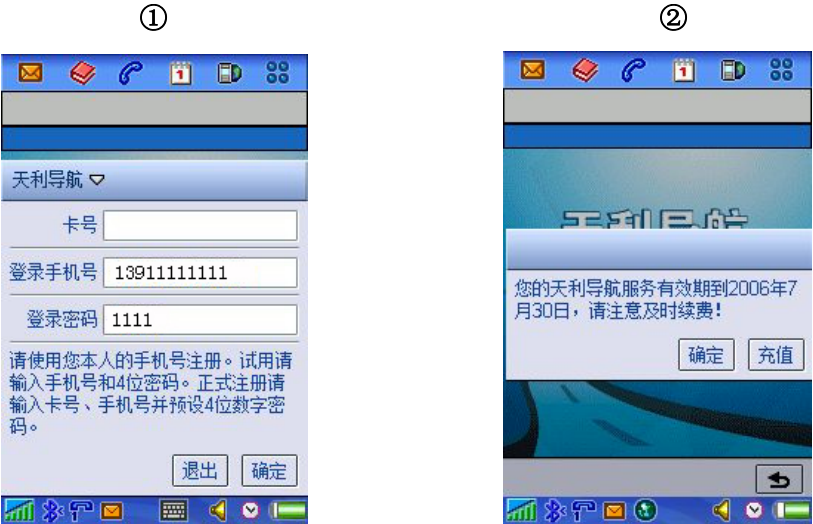 ①
天利导航
卡号
登录手机号 13911111111
登录密码 1111
请使用您本人的手机号注册。试用请
输入手机号和4位密码。正式注册请
输入卡号、手机号并预设4位数字密
码。
退出 确定
②
天利导航
您的天利导航服务有效期到2006年7
月30日，请注意及时续费!
确定 充值